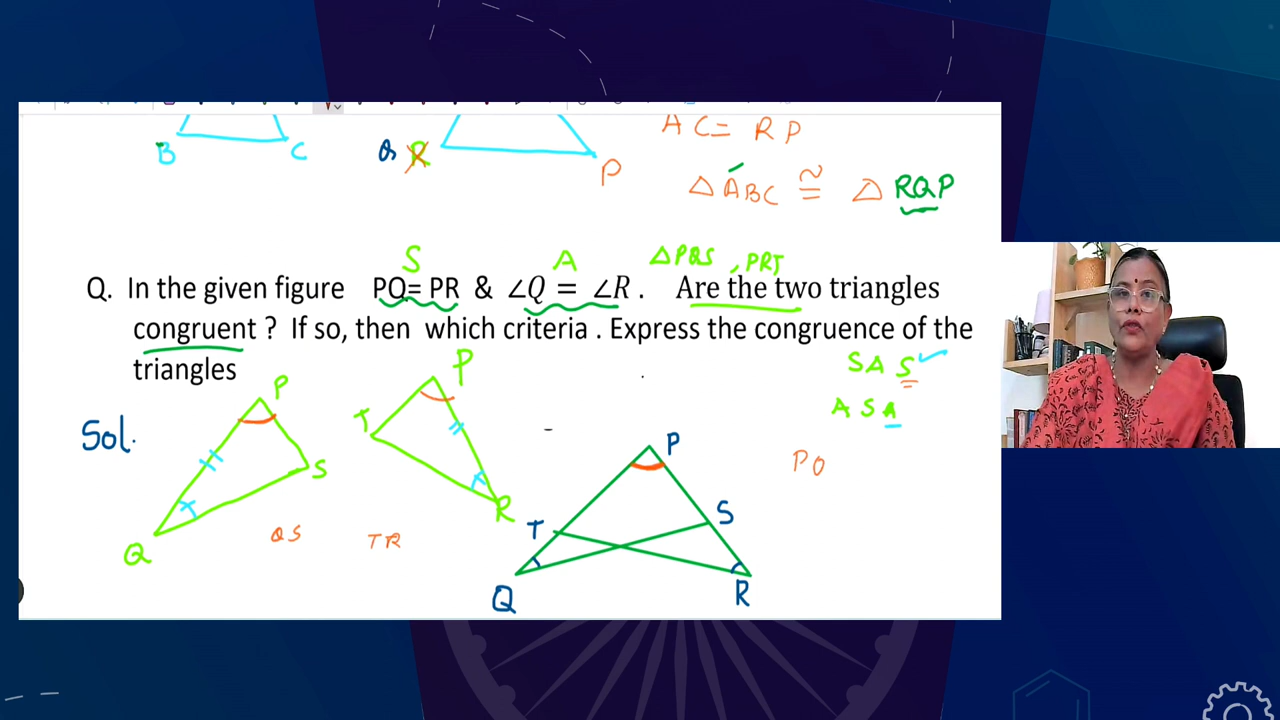 AC = RP
B C Q R P
△ABC ≅ △RQP
S A △PQS , PRT
Q. In the given figure PQ= PR & ∠Q = ∠R . Are the two triangles
congruent ? If so, then which criteria . Express the congruence of the
triangles
SAS
P P
ASA
Sol.
T
S
P
PQ
R
T S
Q
QS TR
Q R